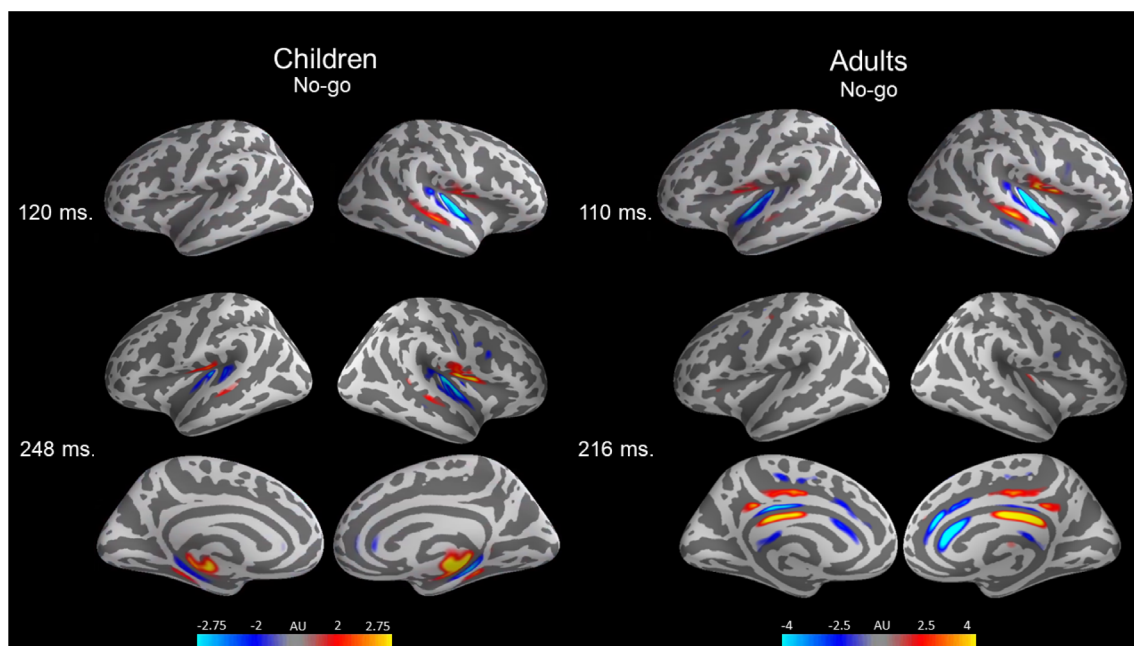 Children
No-go
Adults
No-go
120 ms.
110 ms.
248 ms.
216 ms.
-2.75 -2 AU 2 2.75
-4 -2.5 AU 2.5 4